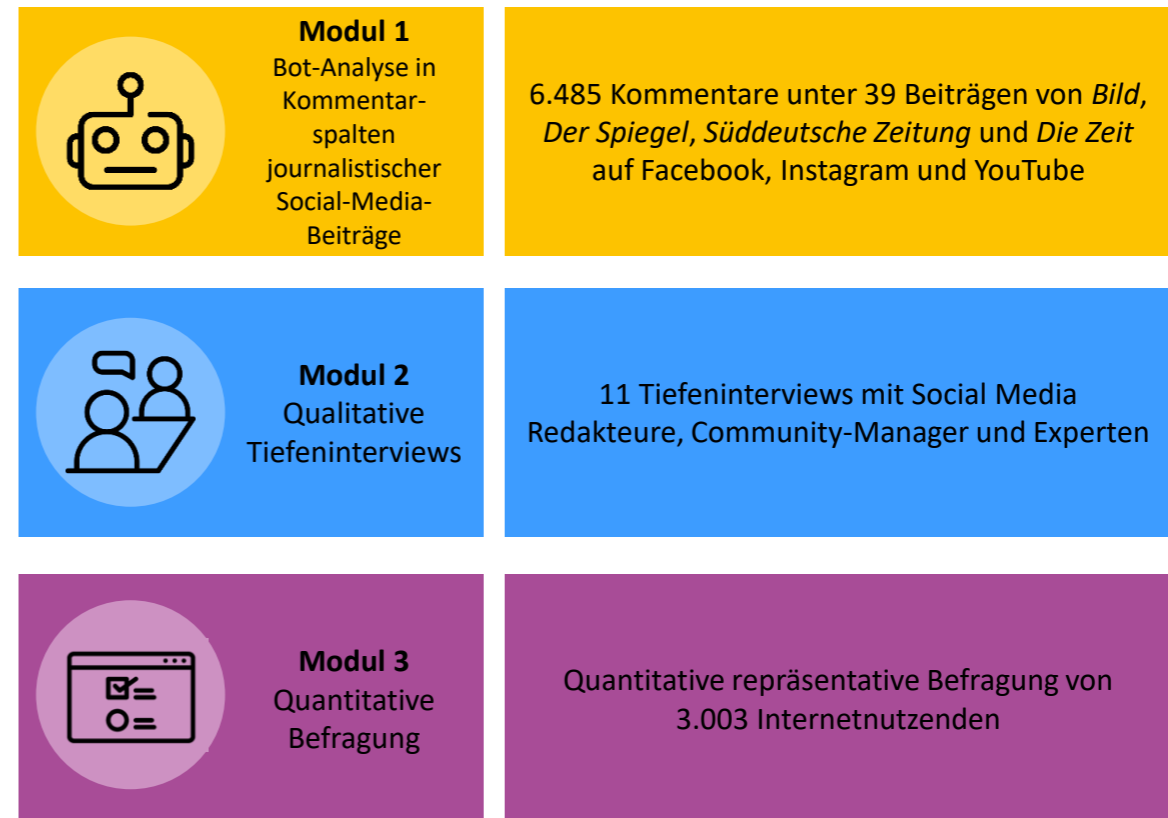 Modul 1
Bot-Analyse in
Kommentar-
spalten
journalistischer
Social-Media-
Beiträge
6.485 Kommentare unter 39 Beiträgen von Bild,
Der Spiegel, Süddeutsche Zeitung und Die Zeit
auf Facebook, Instagram und YouTube
Modul 2
Qualitative
Tiefeninterviews
11 Tiefeninterviews mit Social Media
Redakteure, Community-Manager und Experten
Modul 3
Quantitative
Befragung
Quantitative repräsentative Befragung von
3.003 Internetnutzenden